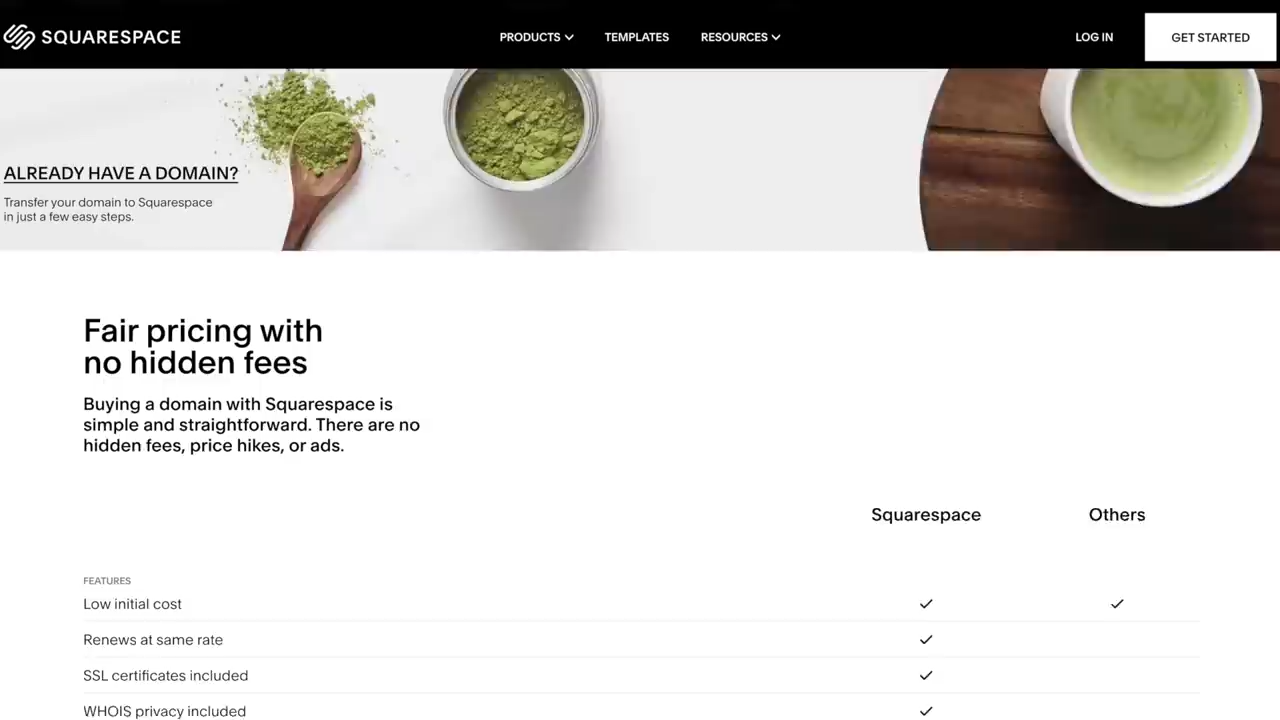 SQUARESPACE
PRODUCTS
TEMPLATES
RESOURCES
LOG IN
GET STARTED
ALREADY HAVE A DOMAIN?
Transfer your domain to Squarespace
in just a few easy steps.
Fair pricing with
no hidden fees
Buying a domain with Squarespace is
simple and straightforward. There are no
hidden fees, price hikes, or ads.
Squarespace Others
FEATURES
Low initial cost
Renews at same rate
SSL certificates included
WHOIS privacy included